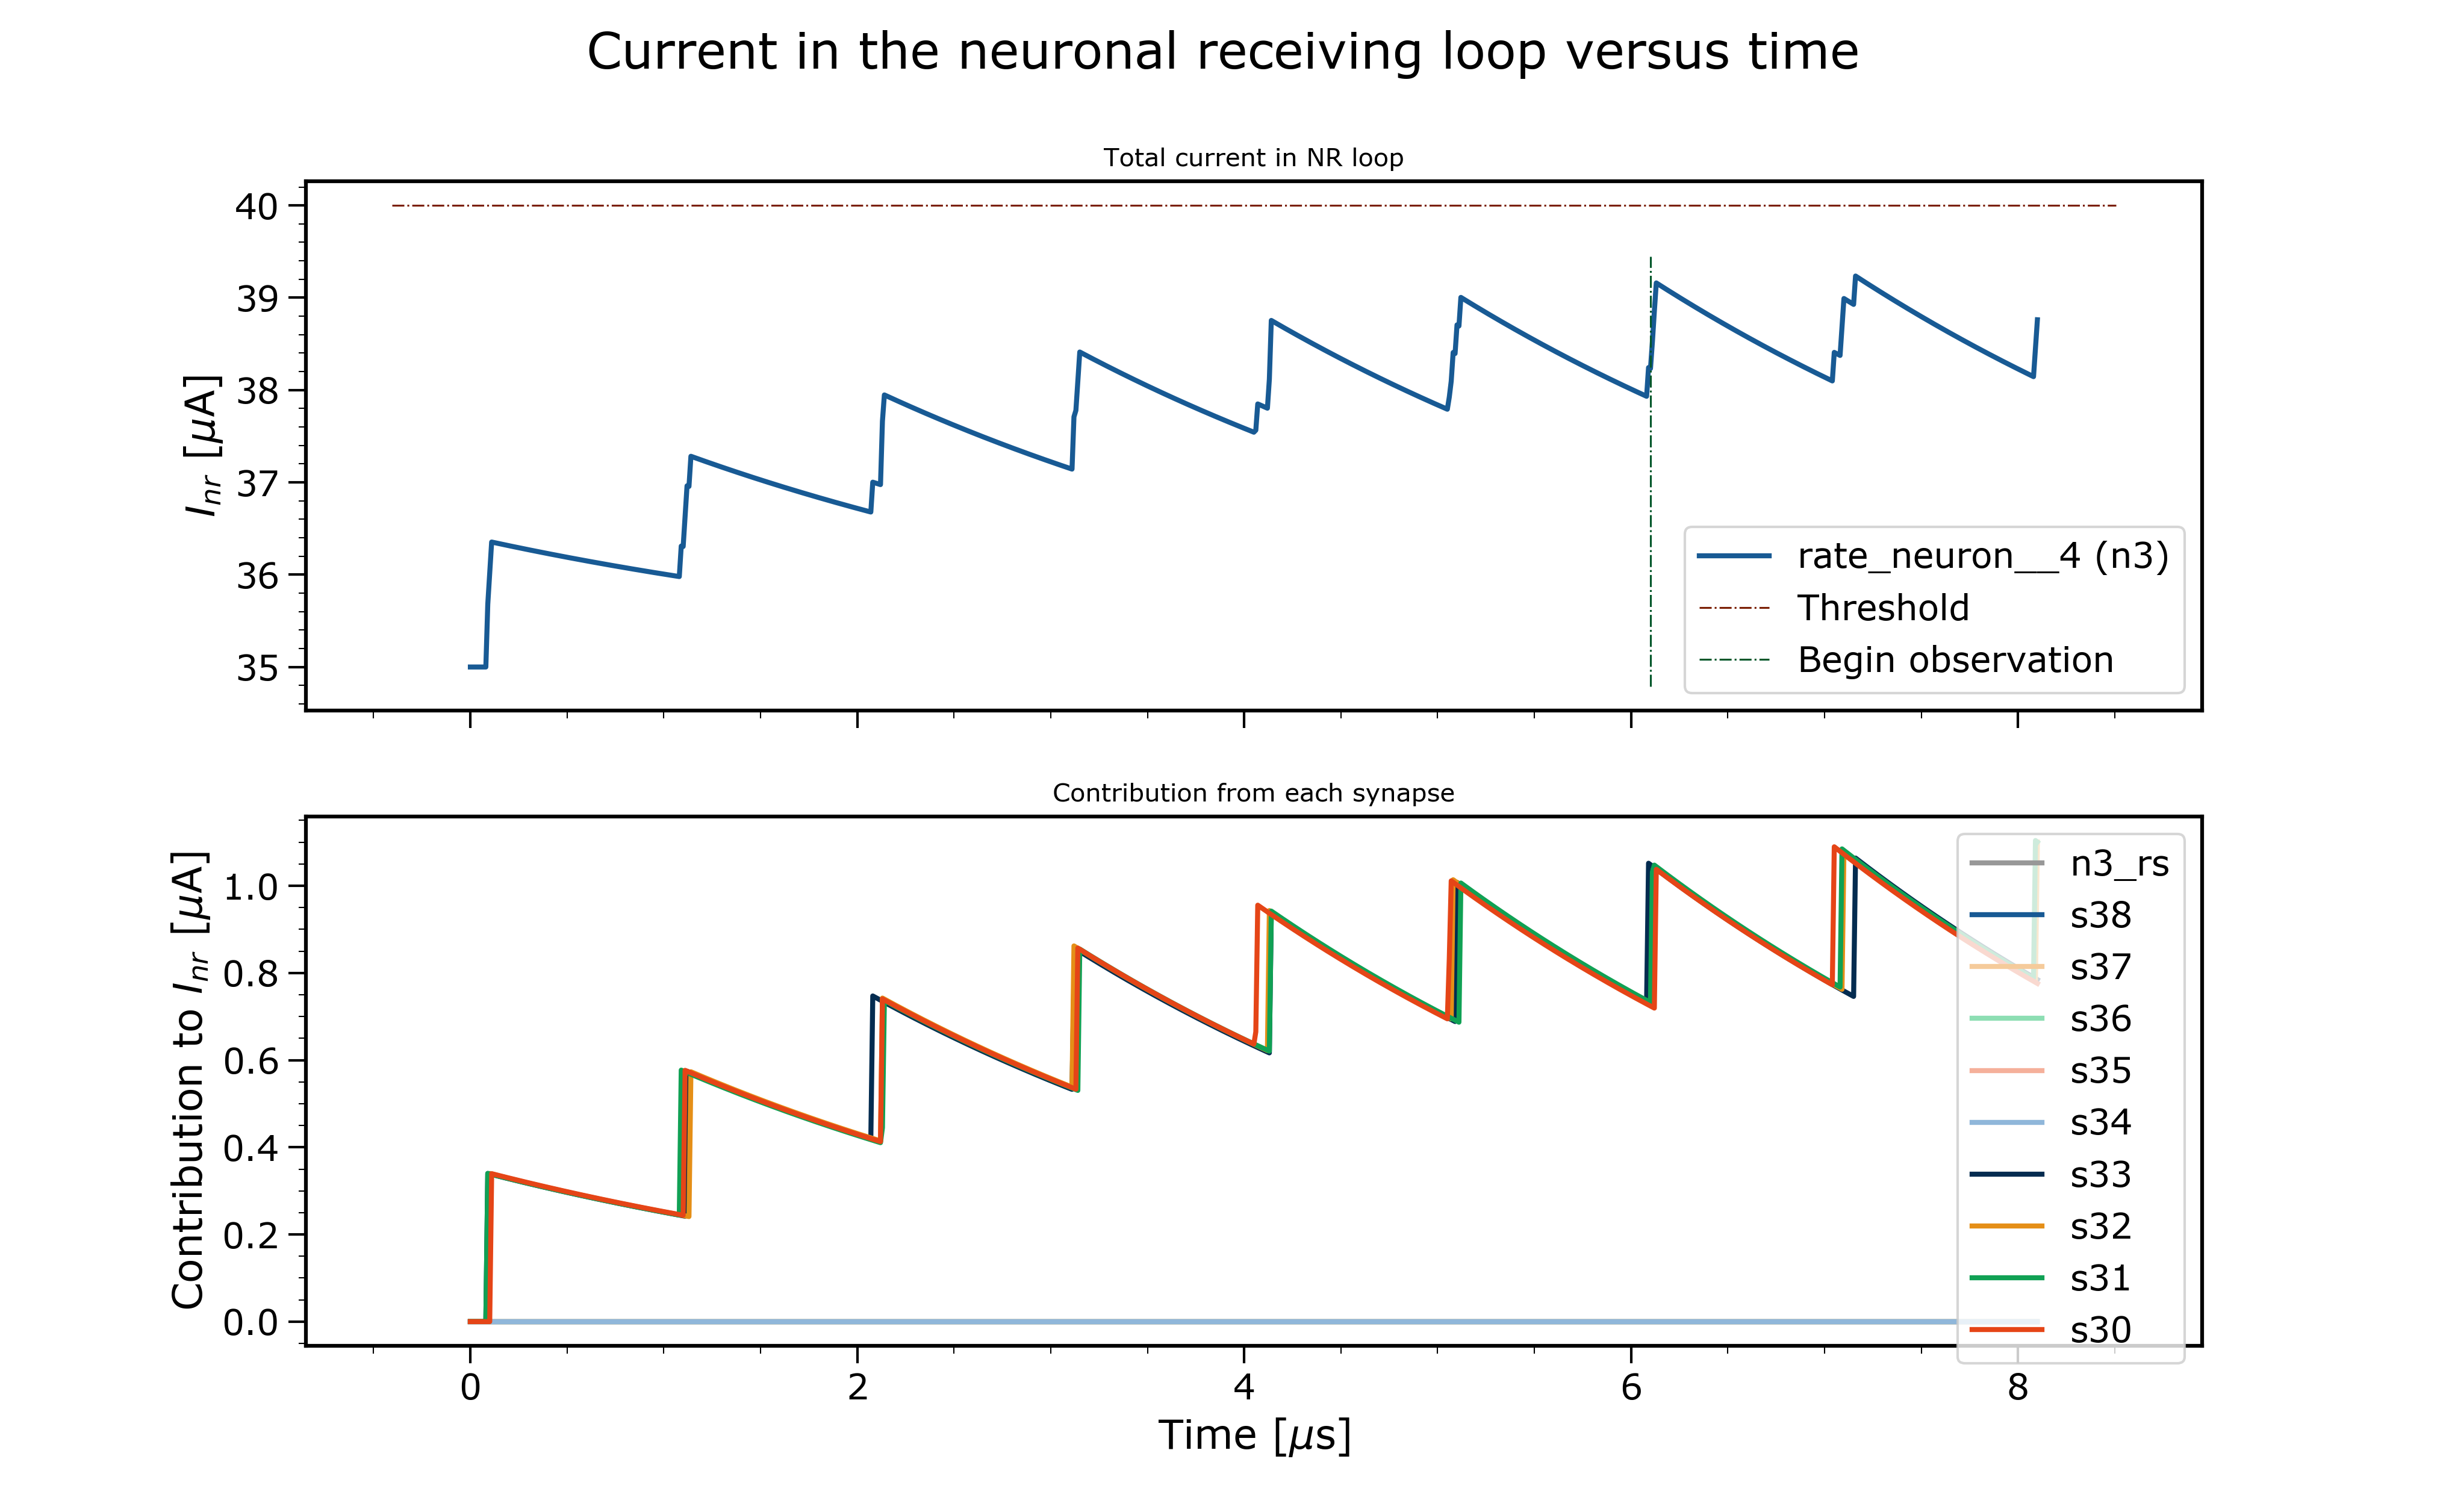 Current in the neuronal receiving loop versus time
Total current in NR loop
I_nr [μA]
40
39
38
37
36
35
rate_neuron__4 (n3)
Threshold
Begin observation
Contribution from each synapse
Contribution to I_nr [μA]
1.0
0.8
0.6
0.4
0.2
0.0
n3_rs
s38
s37
s36
s35
s34
s33
s32
s31
s30
0 2 4 6 8
Time [μs]